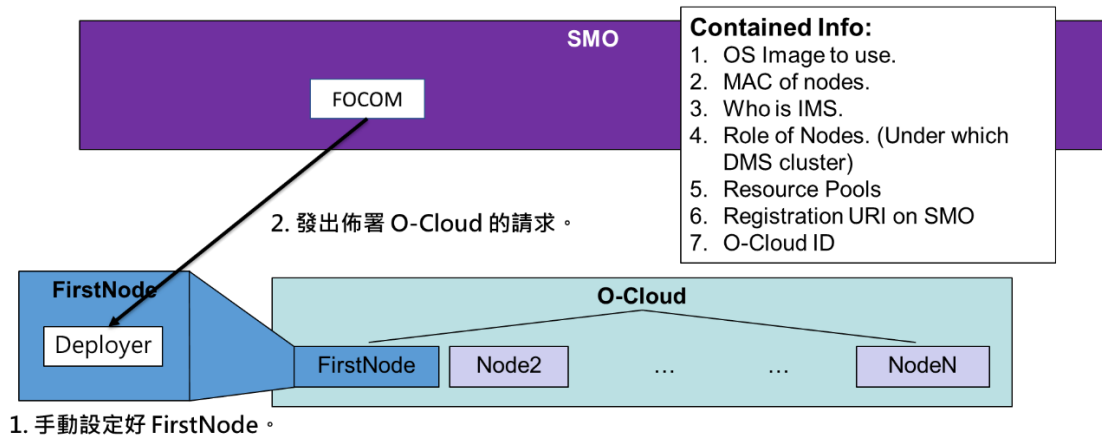 SMO
FOCOM
Contained Info:
1. OS Image to use.
2. MAC of nodes.
3. Who is IMS.
4. Role of Nodes. (Under which
DMS cluster)
5. Resource Pools
6. Registration URI on SMO
7. O-Cloud ID
2. 發出佈署 O-Cloud 的請求。
FirstNode
Deployer
O-Cloud
FirstNode
Node2
...
...
NodeN
1. 手動設定好 FirstNode。